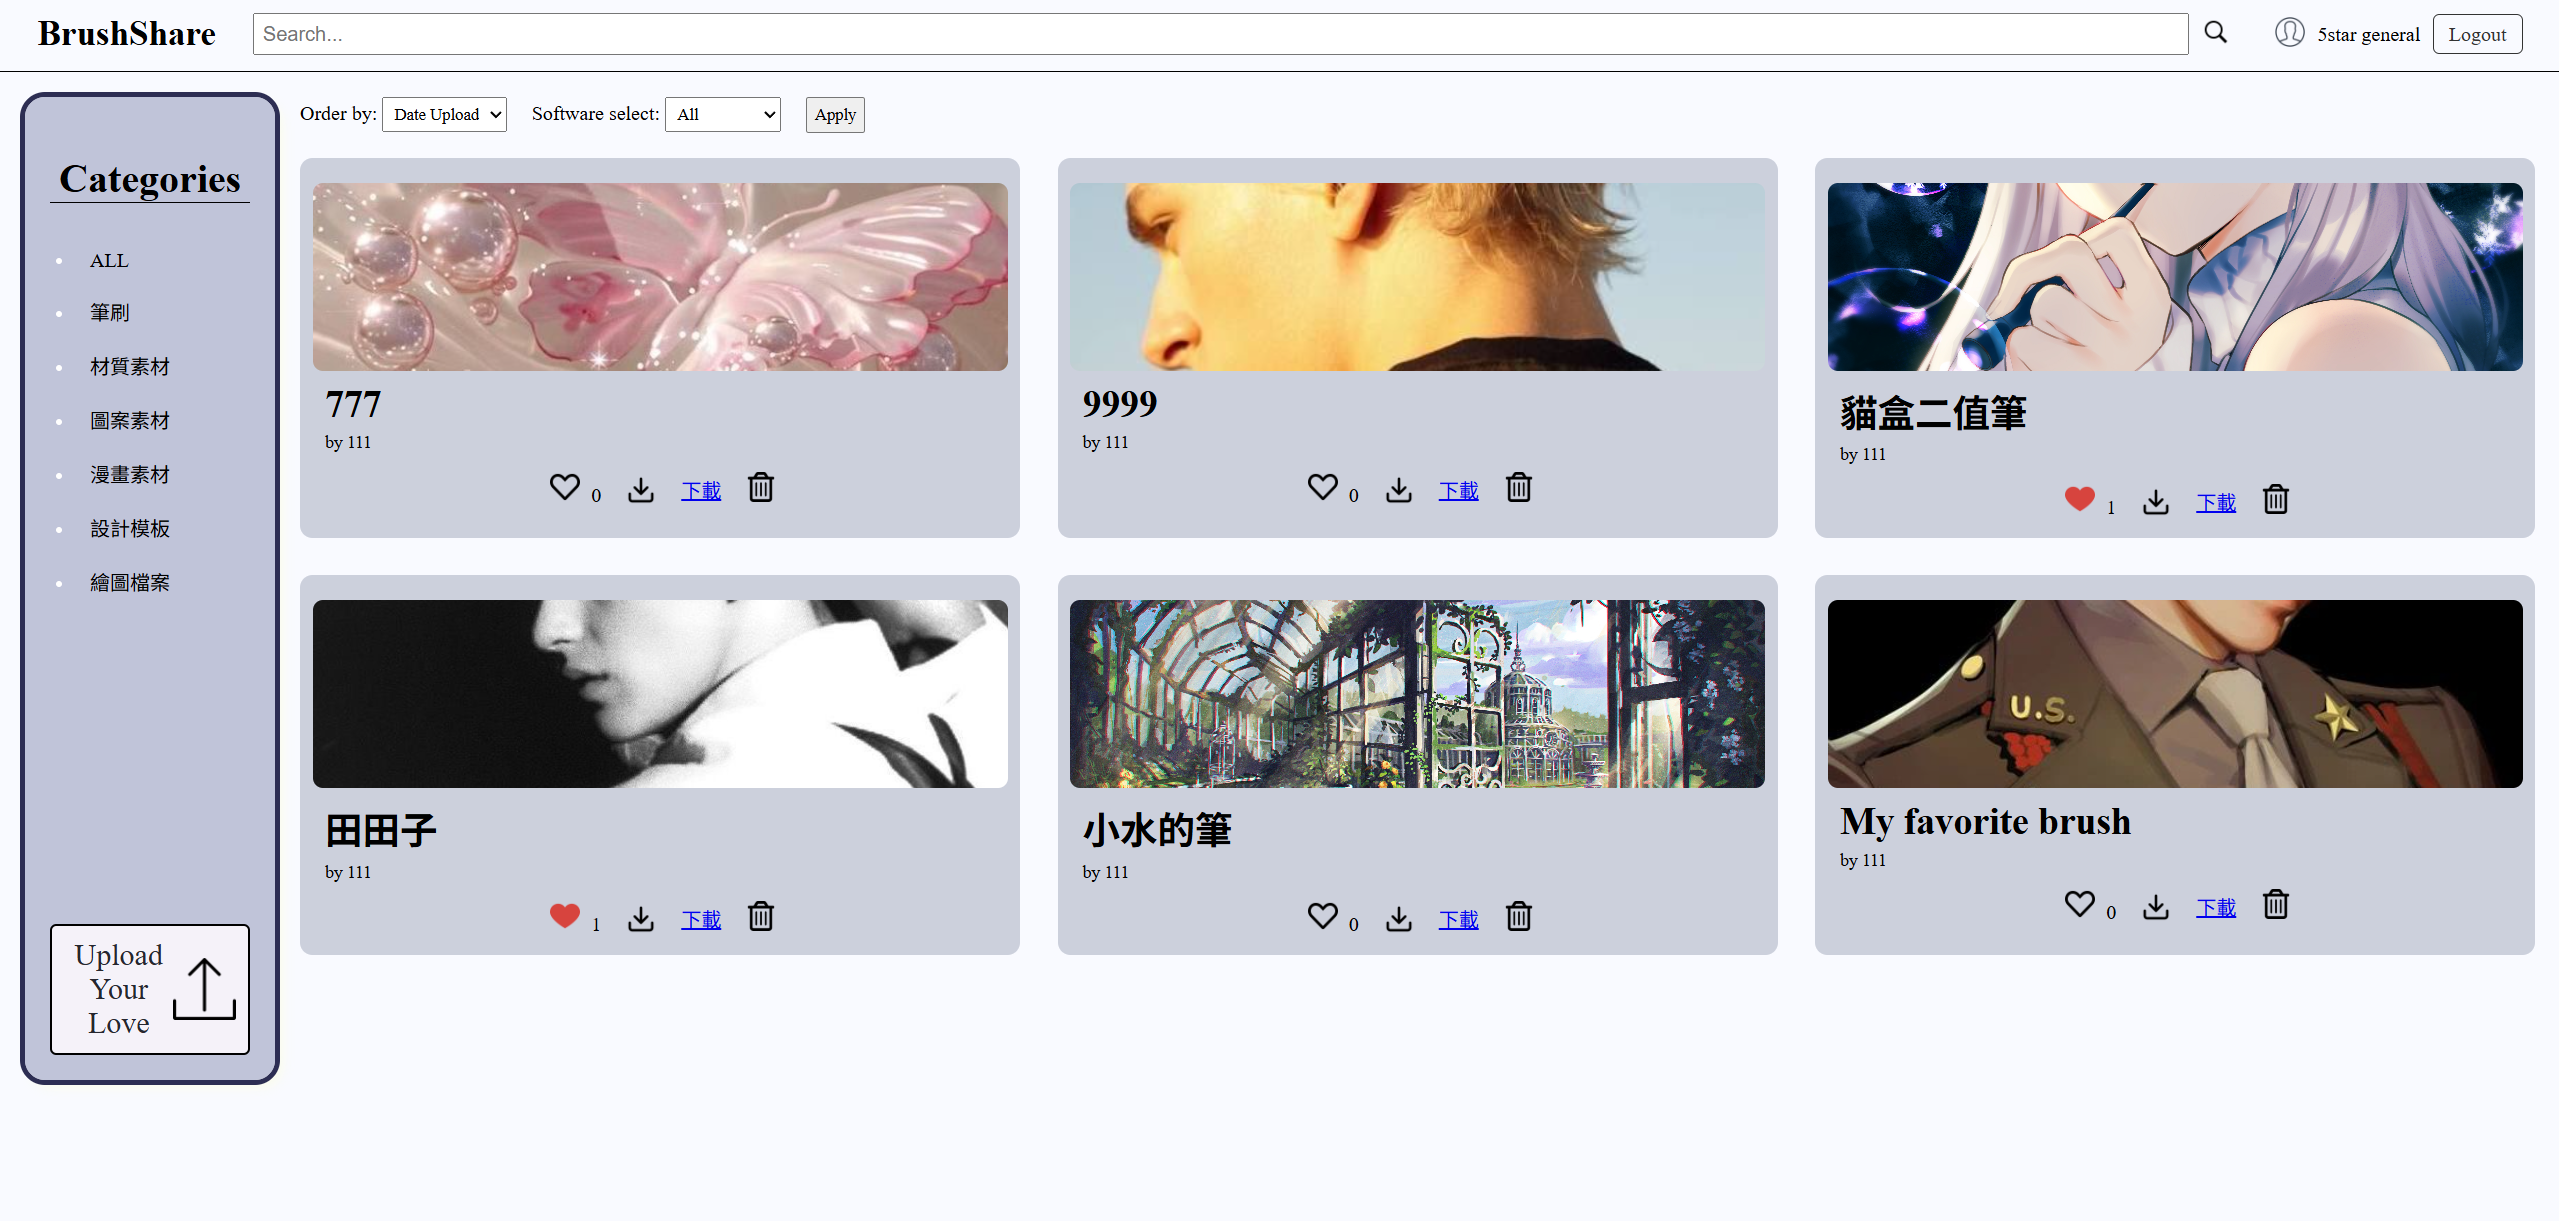 BrushShare
Search...
5star general
Logout
Order by: Date Upload Software select: All Apply
Categories
ALL
筆刷
材質素材
圖案素材
漫畫素材
設計模板
繪圖檔案
Upload
Your
Love
777
by 111
0 下載
9999
by 111
0 下載
貓盒二值筆
by 111
1 下載
田田子
by 111
1 下載
小水的筆
by 111
0 下載
U.S.
My favorite brush
by 111
0 下載